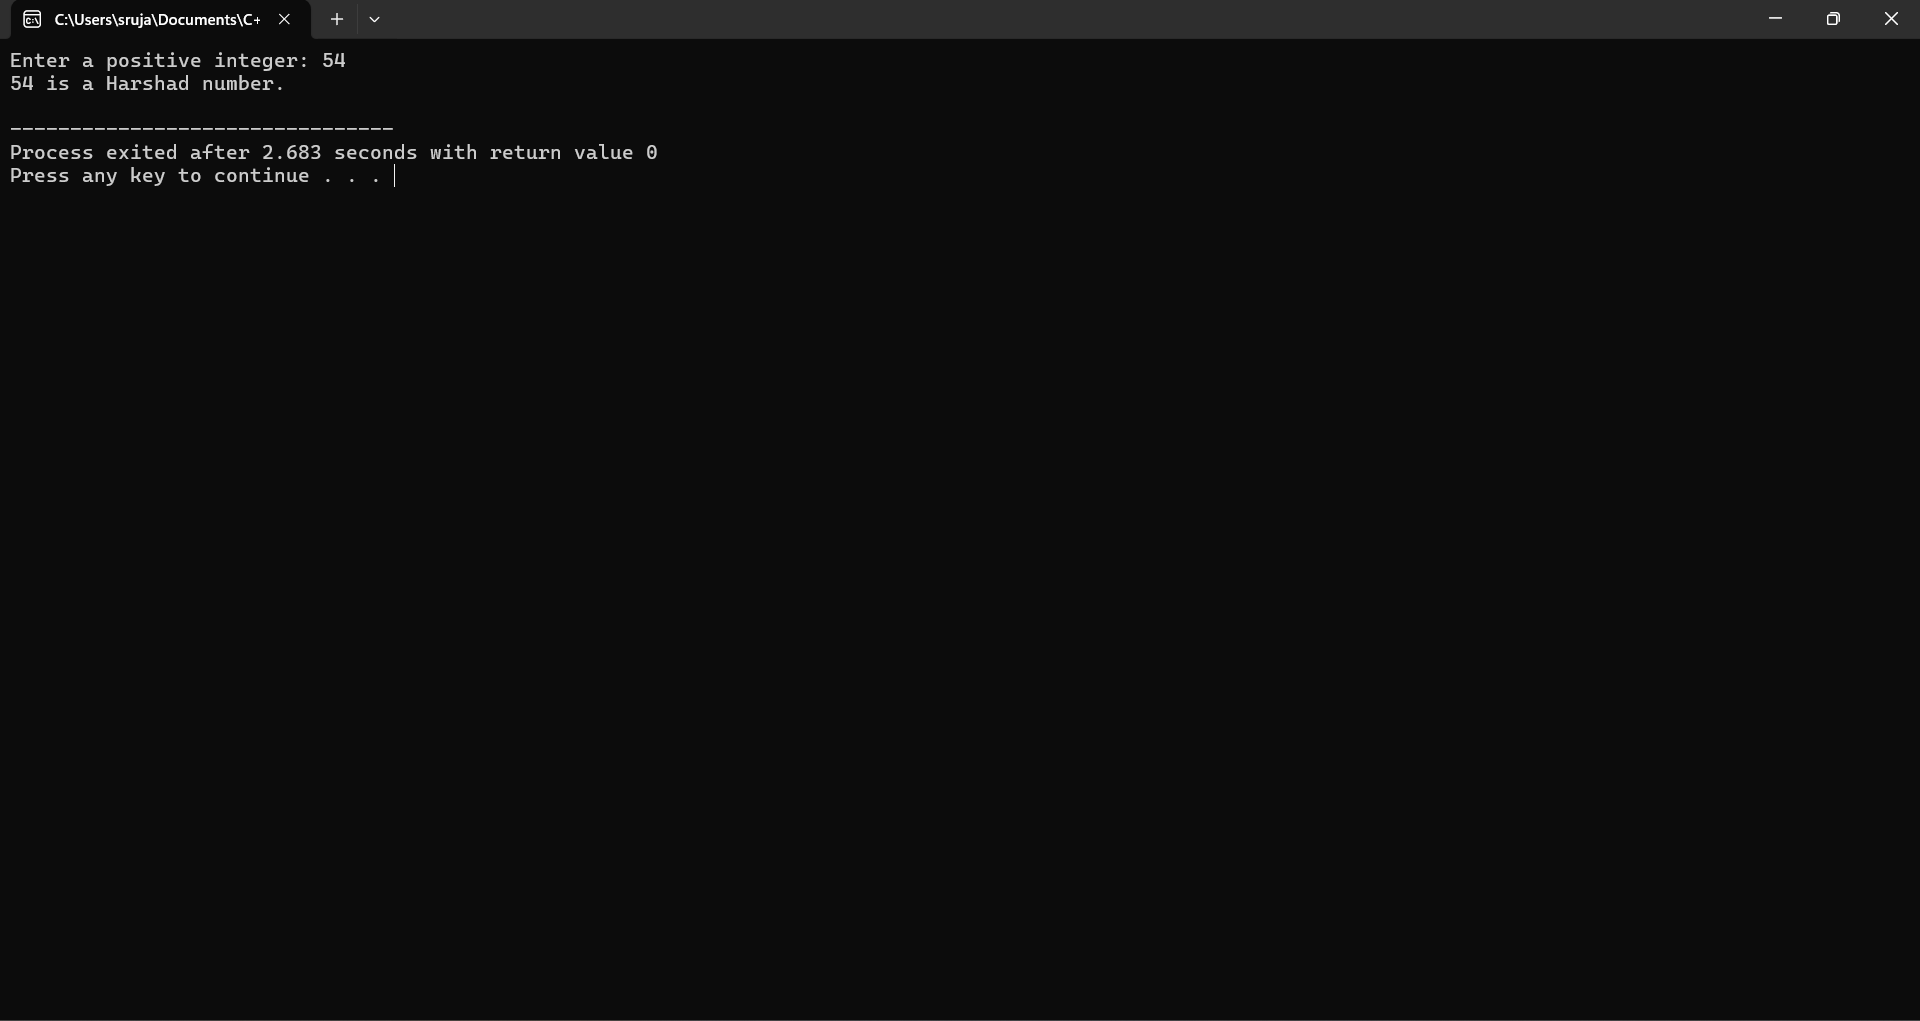 C:\Users\sruja\Documents\C+
Enter a positive integer: 54
54 is a Harshad number.
--------------------------------
Process exited after 2.683 seconds with return value 0
Press any key to continue . . .